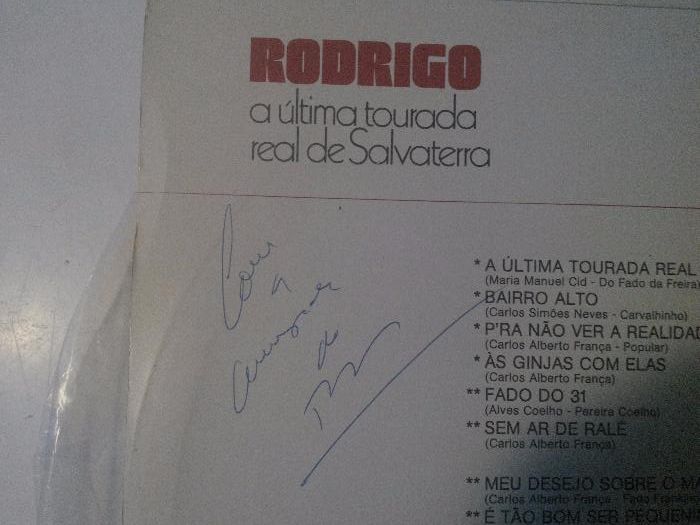 RODRIGO
a última tourada
real de Salvaterra
Com
a
amizade
do
* A ÚLTIMA TOURADA REAL
(Maria Manuel Cid - Do Fado da Freira)
* BAIRRO ALTO
(Carlos Simões Neves - Carvalhinho)
* P'RA NÃO VER A REALIDAD
(Carlos Alberto França - Popular)
* ÀS GINJAS COM ELAS
(Carlos Alberto França)
** FADO DO 31
(Alves Coelho - Pereira Coelho)
** SEM AR DE RALÉ
(Carlos Alberto França)
** MEU DESEJO SOBRE O MA
(Carlos Alberto França - Fado Franklin
** É TÃO BOM SER PEQUENI